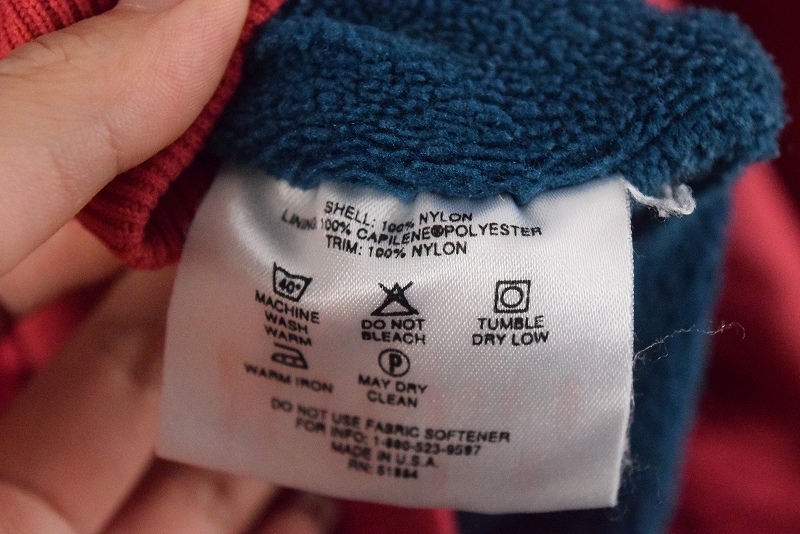 SHELL: 100% NYLON
LINING: 100% CAPILENE® POLYESTER
TRIM: 100% NYLON
40°
MACHINE WASH WARM
DO NOT BLEACH
TUMBLE DRY LOW
WARM IRON
P
MAY DRY CLEAN
DO NOT USE FABRIC SOFTENER
FOR INFO: 1-880-523-9597
MADE IN U.S.A.
RN: 51884